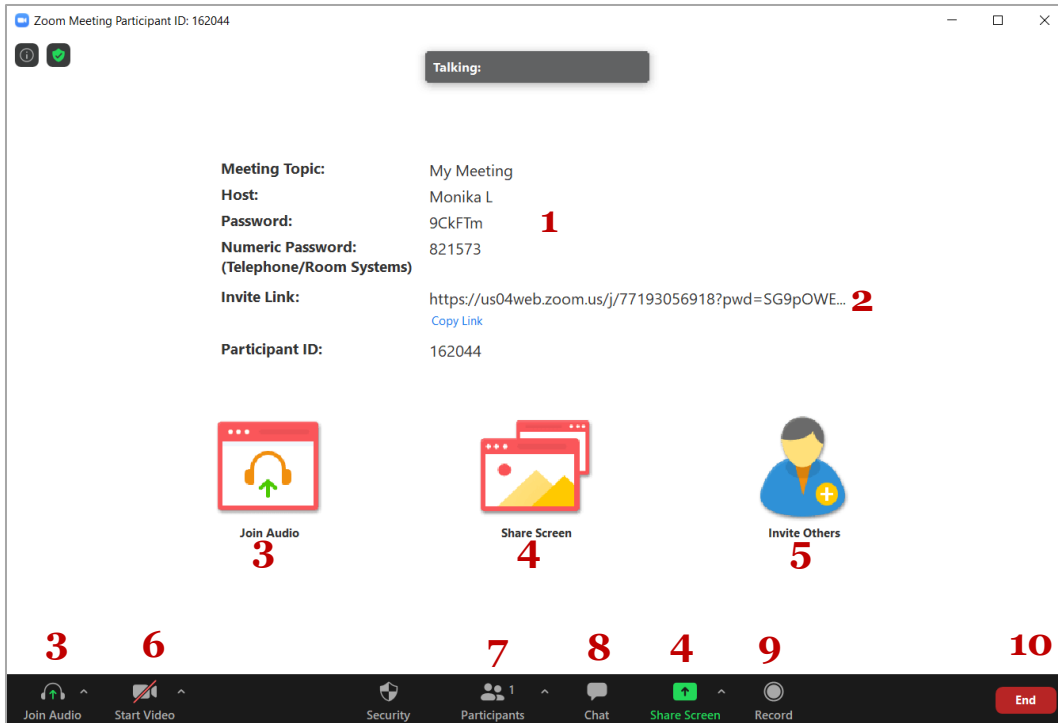 Zoom Meeting Participant ID: 162044
Talking:
Meeting Topic: My Meeting
Host: Monika L
Password: 9CkFTm
1
Numeric Password: 821573
(Telephone/Room Systems)
Invite Link: https://us04web.zoom.us/j/77193056918?pwd=SG9pOWE... 2
Copy Link
Participant ID: 162044
Join Audio Share Screen Invite Others
3 4 5
3 6 7 8 4 9 10
1
Join Audio Start Video Security Participants Chat Share Screen Record End